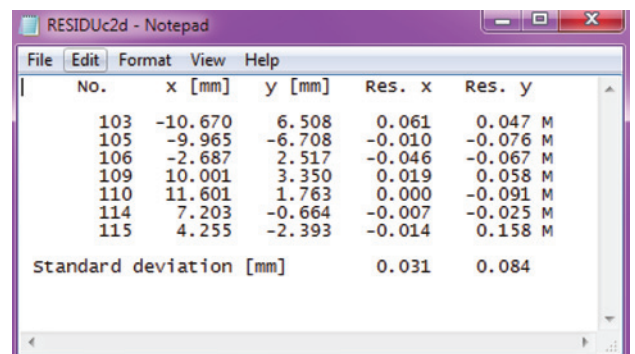 RESIDUc2d - Notepad
File Edit Format View Help
No. x [mm] y [mm] Res. x Res. y
103 -10.670 6.508 0.061 0.047 M
105 -9.965 -6.708 -0.010 -0.076 M
106 -2.687 2.517 -0.046 -0.067 M
109 10.001 3.350 0.019 0.058 M
110 11.601 1.763 0.000 -0.091 M
114 7.203 -0.664 -0.007 -0.025 M
115 4.255 -2.393 -0.014 0.158 M
Standard deviation [mm] 0.031 0.084